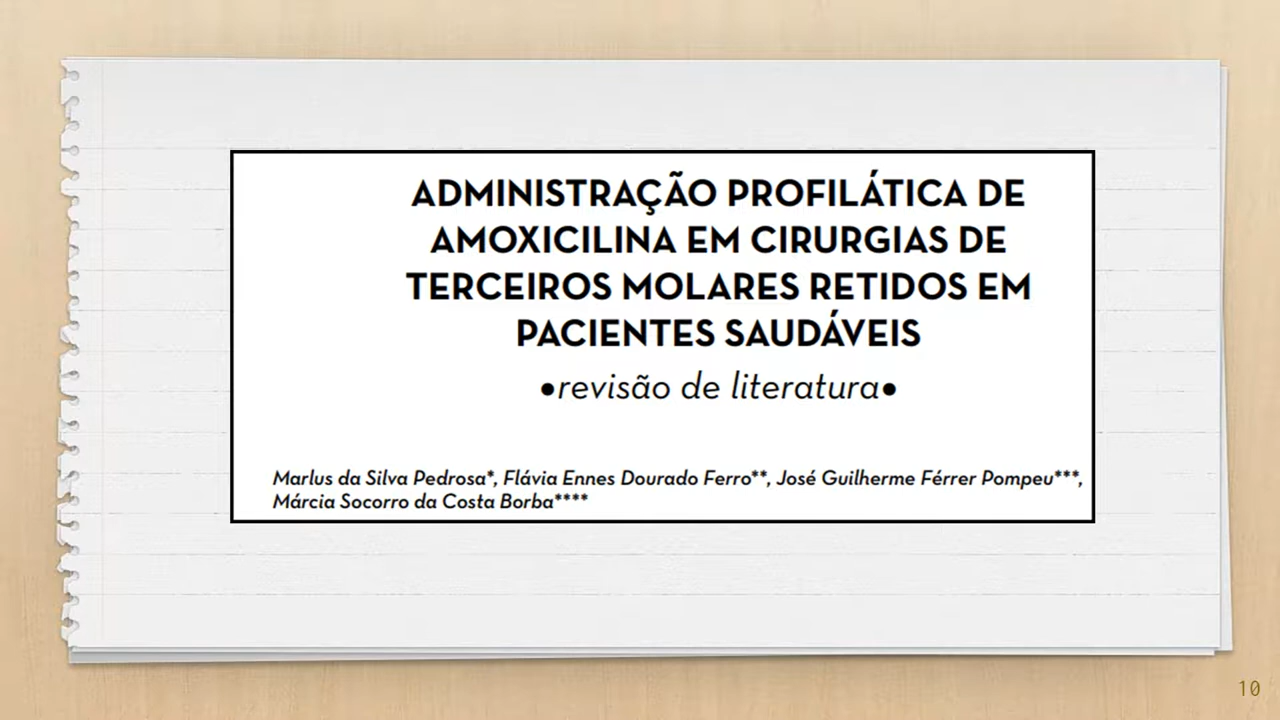 ADMINISTRAÇÃO PROFILÁTICA DE
AMOXICILINA EM CIRURGIAS DE
TERCEIROS MOLARES RETIDOS EM
PACIENTES SAUDÁVEIS
•revisão de literatura•
Marlus da Silva Pedrosa*, Flávia Ennes Dourado Ferro**, José Guilherme Férrer Pompeu***,
Márcia Socorro da Costa Borba****
10